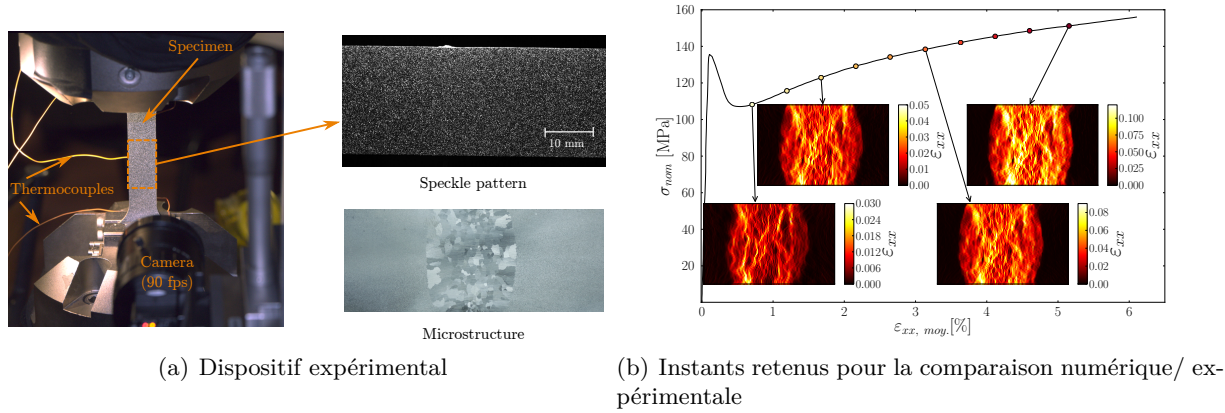 Specimen
Thermocouples
Camera
(90 fps)
10 mm
Speckle pattern
Microstructure
(a) Dispositif expérimental
160
140
120
100
80
60
40
20
σnom [MPa]
0 1 2 3 4 5 6
εxx, moy.[%]
0.05
0.04
0.03
0.02
0.01
0.00
εxx
0.100
0.075
0.050
0.025
0.000
εxx
0.030
0.024
0.018
0.012
0.006
0.000
εxx
0.08
0.06
0.04
0.02
0.00
εxx
(b) Instants retenus pour la comparaison numérique/ ex-
périmentale